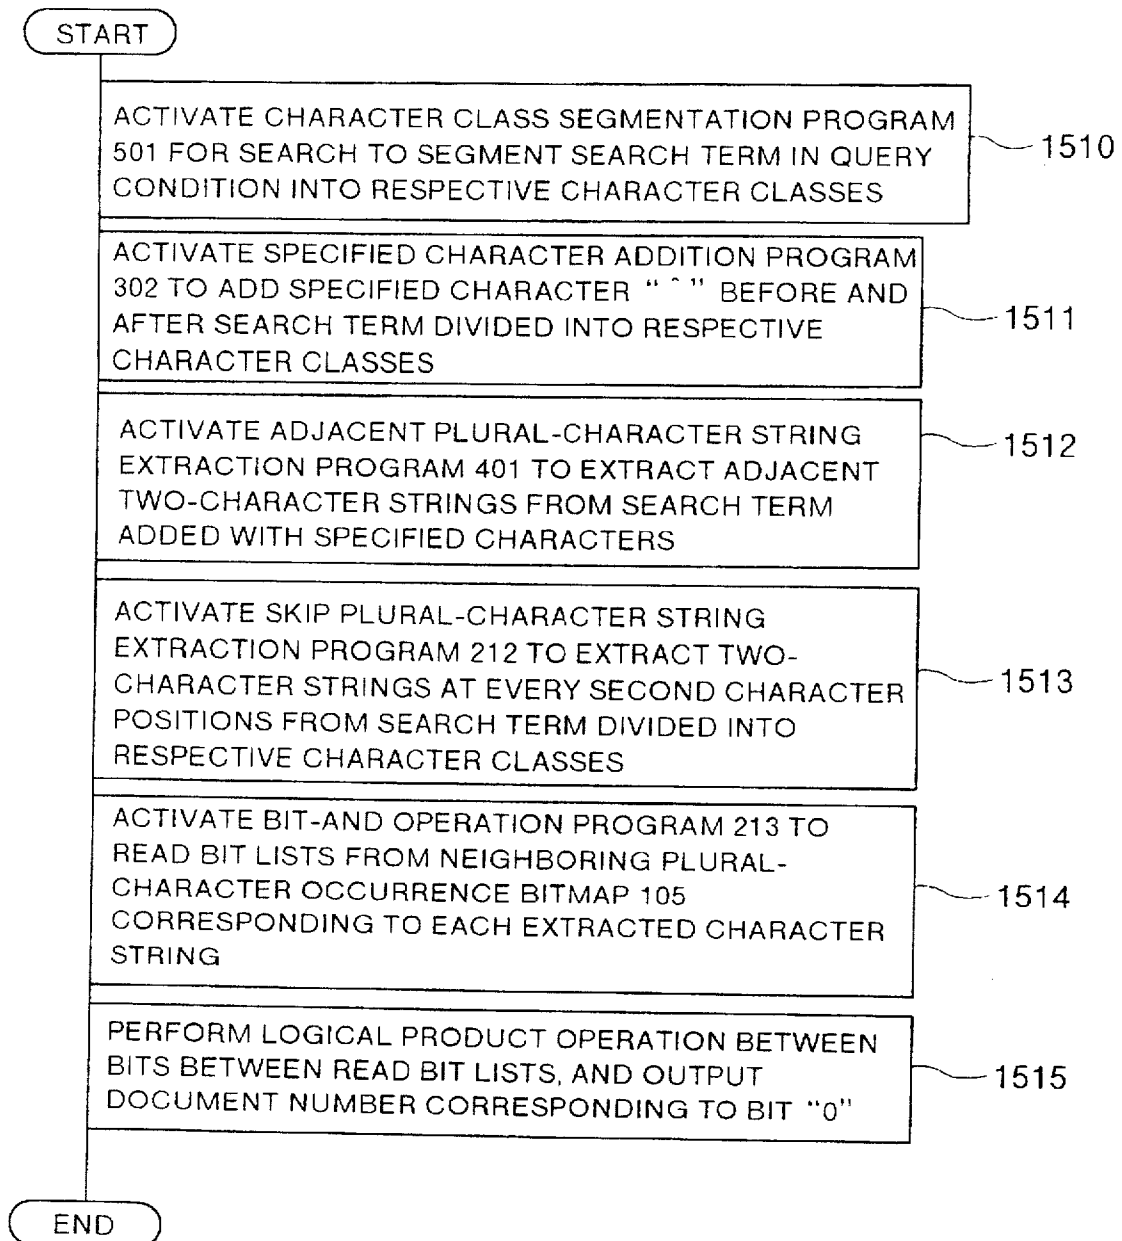 START
ACTIVATE CHARACTER CLASS SEGMENTATION PROGRAM
501 FOR SEARCH TO SEGMENT SEARCH TERM IN QUERY
CONDITION INTO RESPECTIVE CHARACTER CLASSES
1510
ACTIVATE SPECIFIED CHARACTER ADDITION PROGRAM
302 TO ADD SPECIFIED CHARACTER "^" BEFORE AND
AFTER SEARCH TERM DIVIDED INTO RESPECTIVE
CHARACTER CLASSES
1511
ACTIVATE ADJACENT PLURAL-CHARACTER STRING
EXTRACTION PROGRAM 401 TO EXTRACT ADJACENT
TWO-CHARACTER STRINGS FROM SEARCH TERM
ADDED WITH SPECIFIED CHARACTERS
1512
ACTIVATE SKIP PLURAL-CHARACTER STRING
EXTRACTION PROGRAM 212 TO EXTRACT TWO-
CHARACTER STRINGS AT EVERY SECOND CHARACTER
POSITIONS FROM SEARCH TERM DIVIDED INTO
RESPECTIVE CHARACTER CLASSES
1513
ACTIVATE BIT-AND OPERATION PROGRAM 213 TO
READ BIT LISTS FROM NEIGHBORING PLURAL-
CHARACTER OCCURRENCE BITMAP 105
CORRESPONDING TO EACH EXTRACTED CHARACTER
STRING
1514
PERFORM LOGICAL PRODUCT OPERATION BETWEEN
BITS BETWEEN READ BIT LISTS, AND OUTPUT
DOCUMENT NUMBER CORRESPONDING TO BIT "0"
1515
END